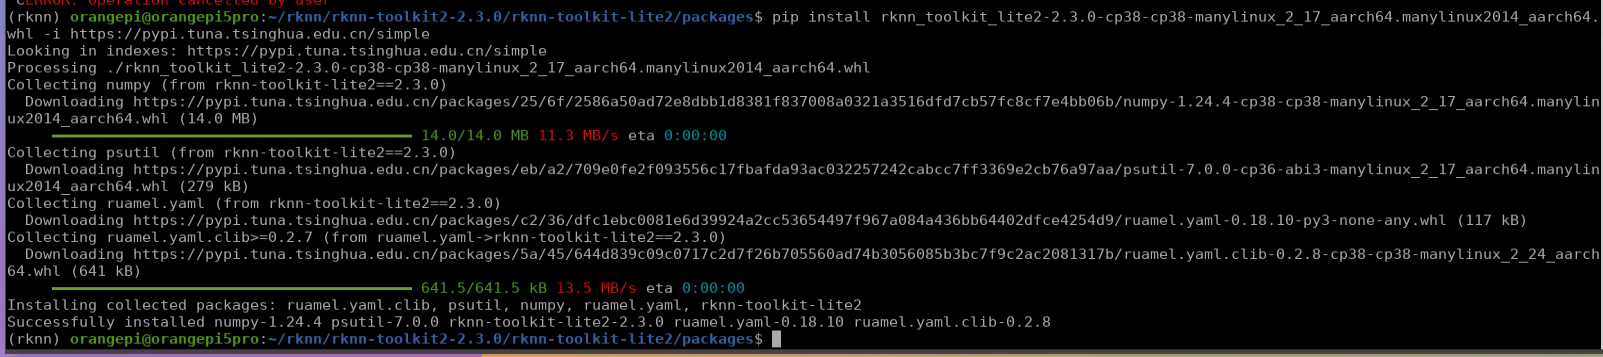 CERROR: Operation cancelled by user
(rknn) orangepi@orangepi5pro:~/rknn/rknn-toolkit2-2.3.0/rknn-toolkit-lite2/packages$ pip install rknn_toolkit_lite2-2.3.0-cp38-cp38-manylinux_2_17_aarch64.manylinux2014_aarch64.
whl -i https://pypi.tuna.tsinghua.edu.cn/simple
Looking in indexes: https://pypi.tuna.tsinghua.edu.cn/simple
Processing ./rknn_toolkit_lite2-2.3.0-cp38-cp38-manylinux_2_17_aarch64.manylinux2014_aarch64.whl
Collecting numpy (from rknn-toolkit-lite2==2.3.0)
  Downloading https://pypi.tuna.tsinghua.edu.cn/packages/25/6f/2586a50ad72e8dbb1d8381f837008a0321a3516dfd7cb57fc8cf7e4bb06b/numpy-1.24.4-cp38-cp38-manylinux_2_17_aarch64.manylin
ux2014_aarch64.whl (14.0 MB)
14.0/14.0 MB 11.3 MB/s eta 0:00:00
Collecting psutil (from rknn-toolkit-lite2==2.3.0)
  Downloading https://pypi.tuna.tsinghua.edu.cn/packages/eb/a2/709e0fe2f093556c17fbafda93ac032257242cabcc7ff3369e2cb76a97aa/psutil-7.0.0-cp36-abi3-manylinux_2_17_aarch64.manylin
ux2014_aarch64.whl (279 kB)
Collecting ruamel.yaml (from rknn-toolkit-lite2==2.3.0)
  Downloading https://pypi.tuna.tsinghua.edu.cn/packages/c2/36/dfc1ebc0081e6d39924a2cc53654497f967a084a436bb64402dfce4254d9/ruamel.yaml-0.18.10-py3-none-any.whl (117 kB)
Collecting ruamel.yaml.clib>=0.2.7 (from ruamel.yaml->rknn-toolkit-lite2==2.3.0)
  Downloading https://pypi.tuna.tsinghua.edu.cn/packages/5a/45/644d839c09c0717c2d7f26b705560ad74b3056085b3bc7f9c2ac2081317b/ruamel.yaml.clib-0.2.8-cp38-cp38-manylinux_2_24_aarch
64.whl (641 kB)
641.5/641.5 kB 13.5 MB/s eta 0:00:00
Installing collected packages: ruamel.yaml.clib, psutil, numpy, ruamel.yaml, rknn-toolkit-lite2
Successfully installed numpy-1.24.4 psutil-7.0.0 rknn-toolkit-lite2-2.3.0 ruamel.yaml-0.18.10 ruamel.yaml.clib-0.2.8
(rknn) orangepi@orangepi5pro:~/rknn/rknn-toolkit2-2.3.0/rknn-toolkit-lite2/packages$